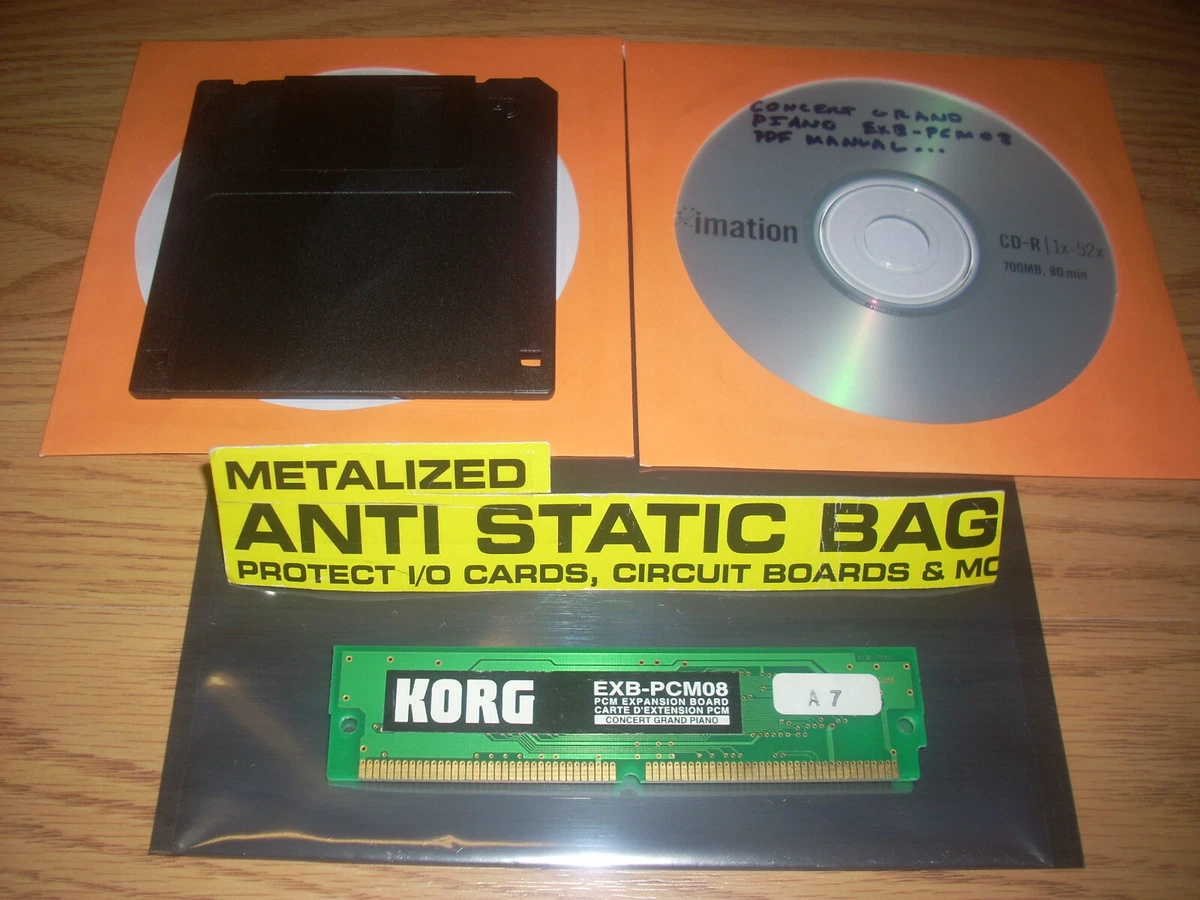 CONCERT GRAND
PIANO EXB-PCM08
PDF MANUAL...
imation
CD-R | 1x-52x
700MB, 80 min
METALIZED
ANTI STATIC BAG
PROTECT I/O CARDS, CIRCUIT BOARDS & MO
KORG
EXB-PCM08
PCM EXPANSION BOARD
CARTE D'EXTENSION PCM
CONCERT GRAND PIANO
A 7